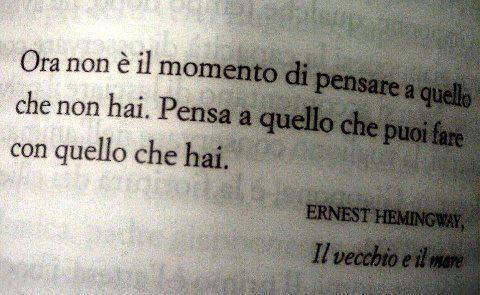 Ora non è il momento di pensare a quello
che non hai. Pensa a quello che puoi fare
con quello che hai.
ERNEST HEMINGWAY,
Il vecchio e il mare